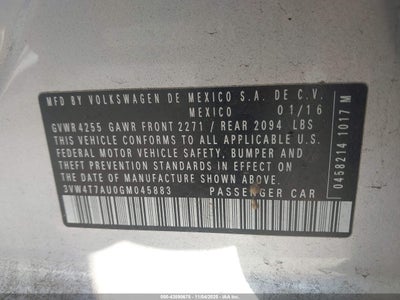 MFD BY VOLKSWAGEN DE MEXICO S.A. DE C.V.
MEXICO 01/16
GVWR 4255 GAWR FRONT 2271 / REAR 2094 LBS
THIS VEHICLE CONFORMS TO ALL APPLICABLE U.S.
FEDERAL MOTOR VEHICLE SAFETY, BUMPER AND
THEFT PREVENTION STANDARDS IN EFFECT ON
THE DATE OF MANUFACTURE SHOWN ABOVE.
3VW4T7AU0GM045883 PASSENGER CAR
0458214 1017 M